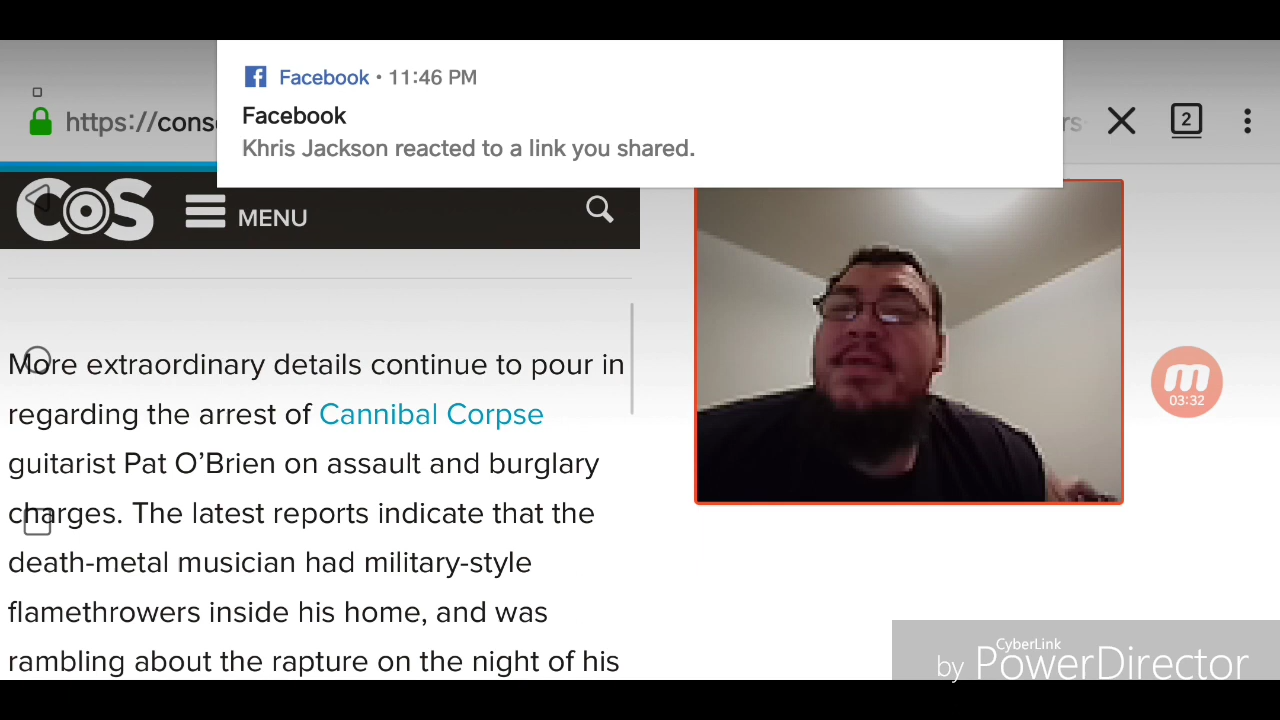 Facebook • 11:46 PM
Facebook
Khris Jackson reacted to a link you shared.
https://cons
rs
2
CoS
MENU
More extraordinary details continue to pour in
regarding the arrest of Cannibal Corpse
guitarist Pat O’Brien on assault and burglary
charges. The latest reports indicate that the
death-metal musician had military-style
flamethrowers inside his home, and was
rambling about the rapture on the night of his
03:32
CyberLink
by PowerDirector